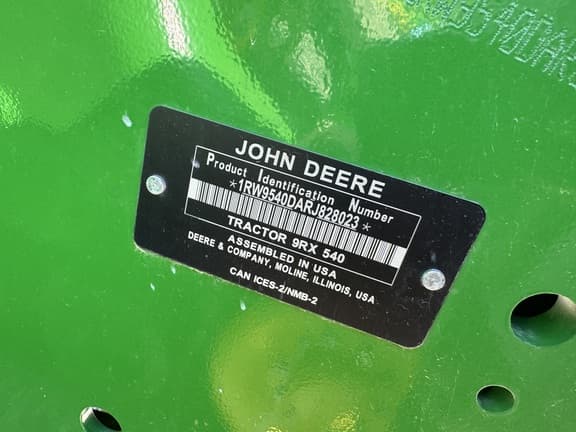 JOHN DEERE
Product Identification Number
*1RW9540DARJ828023*
TRACTOR 9RX 540
ASSEMBLED IN USA
DEERE & COMPANY, MOLINE, ILLINOIS, USA
CAN ICES-2/NMB-2